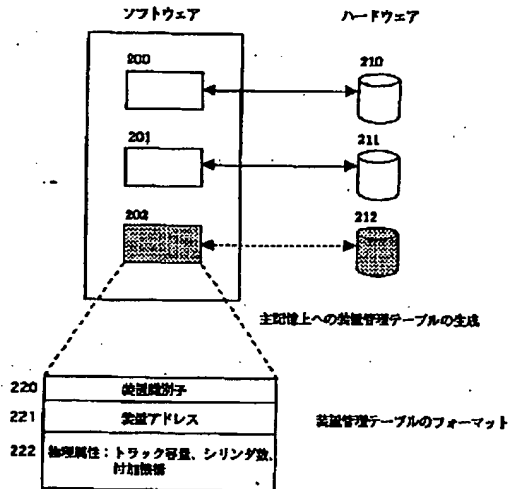 ソフトウェア
ハードウェア
200
210
201
211
202
212
主記憶上への装置管理テーブルの生成
220
装置識別子
221
装置アドレス
装置管理テーブルのフォーマット
222
物理属性：トラック容量、シリンダ数、
付加機構